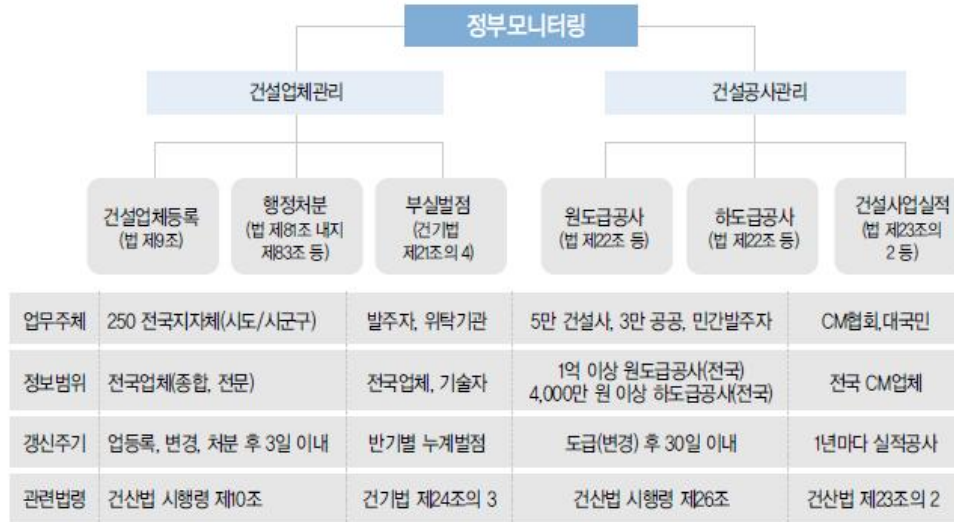 정부모니터링
건설업체관리
건설공사관리
건설업체등록
(법 제9조)
행정처분
(법 제81조 내지
제83조 등)
부실벌점
(건기법
제21조의 4)
원도급공사
(법 제22조 등)
하도급공사
(법 제22조 등)
건설사업실적
(법 제23조의
2 등)
업무주체
250 전국지자체(시도/시군구)
발주자, 위탁기관
5만 건설사, 3만 공공, 민간발주자
CM협회,대국민
정보범위
전국업체(종합, 전문)
전국업체, 기술자
1억 이상 원도급공사(전국)
4,000만 원 이상 하도급공사(전국)
전국 CM업체
갱신주기
업등록, 변경, 처분 후 3일 이내
반기별 누계벌점
도급(변경) 후 30일 이내
1년마다 실적공사
관련법령
건산법 시행령 제10조
건기법 제24조의 3
건산법 시행령 제26조
건산법 제23조의 2